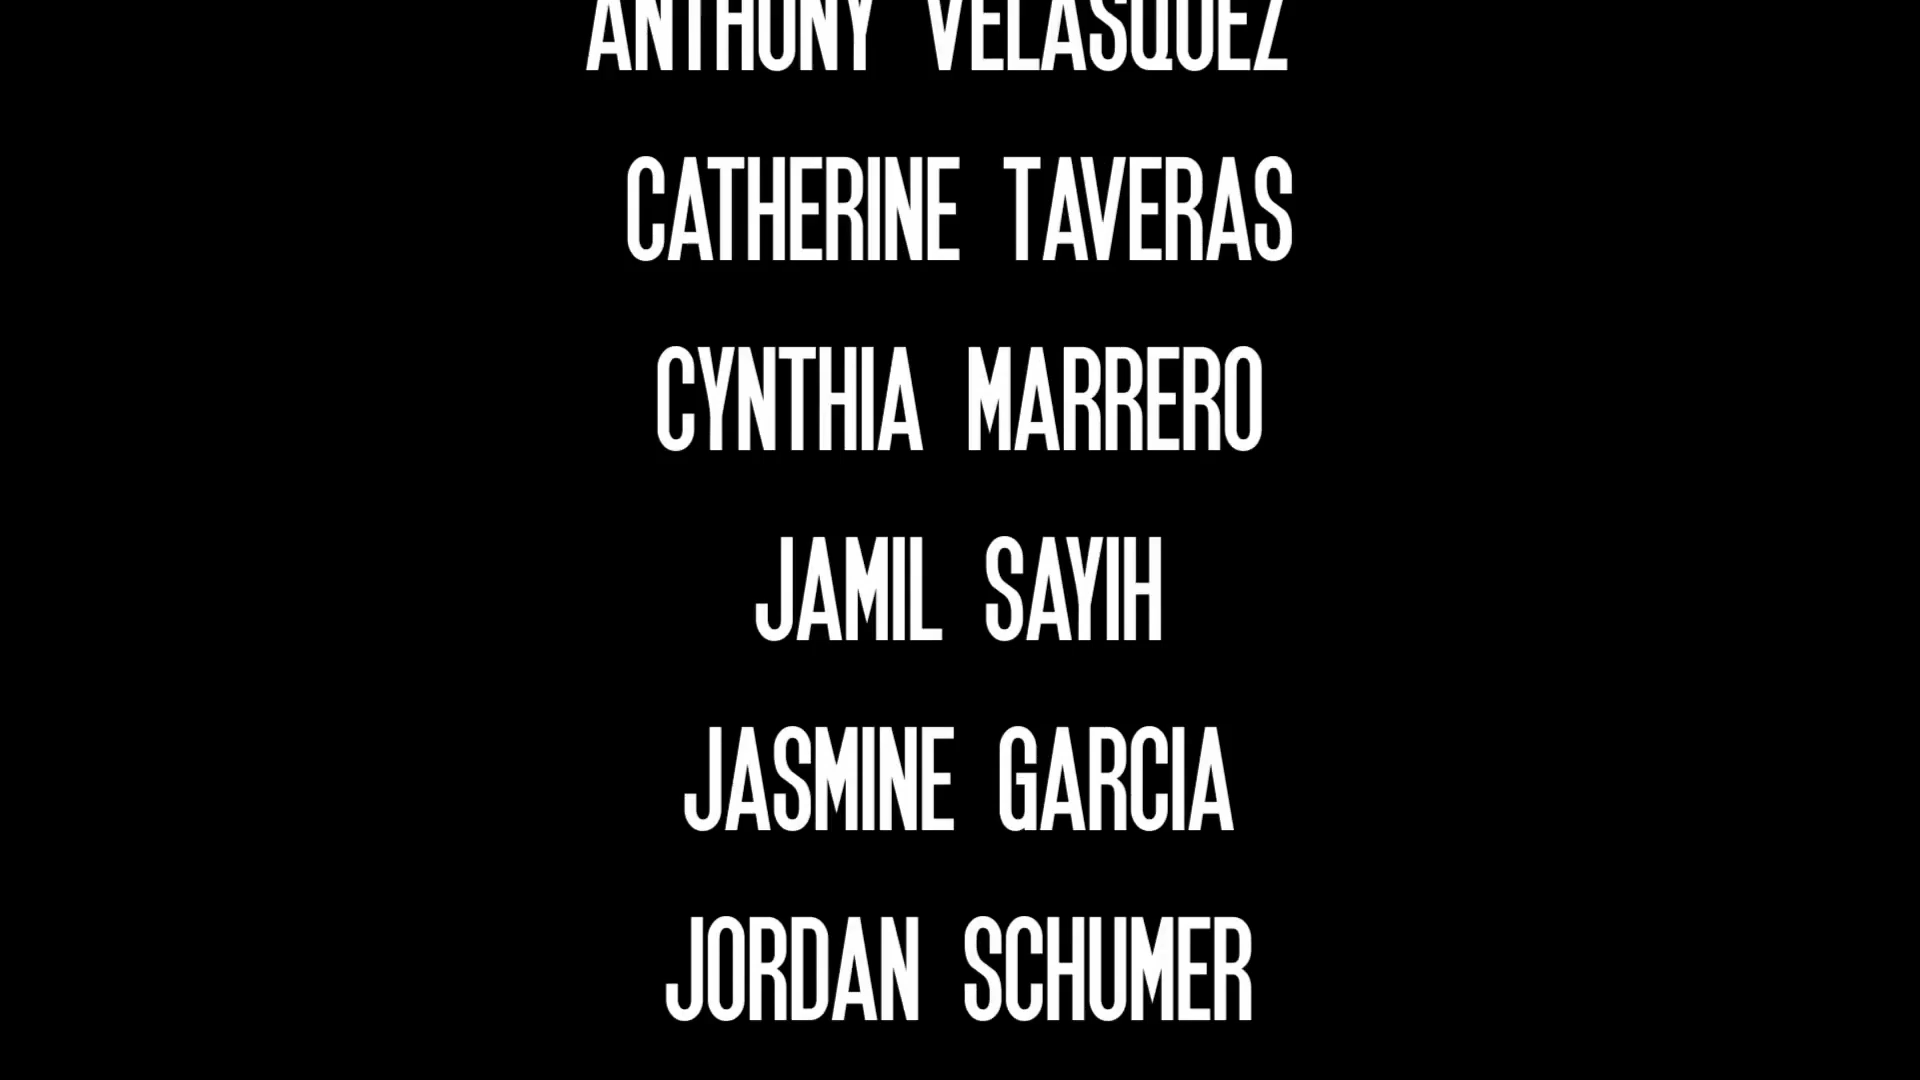 ANTHONY VELASQUEZ
CATHERINE TAVERAS
CYNTHIA MARRERO
JAMIL SAYIH
JASMINE GARCIA
JORDAN SCHUMER